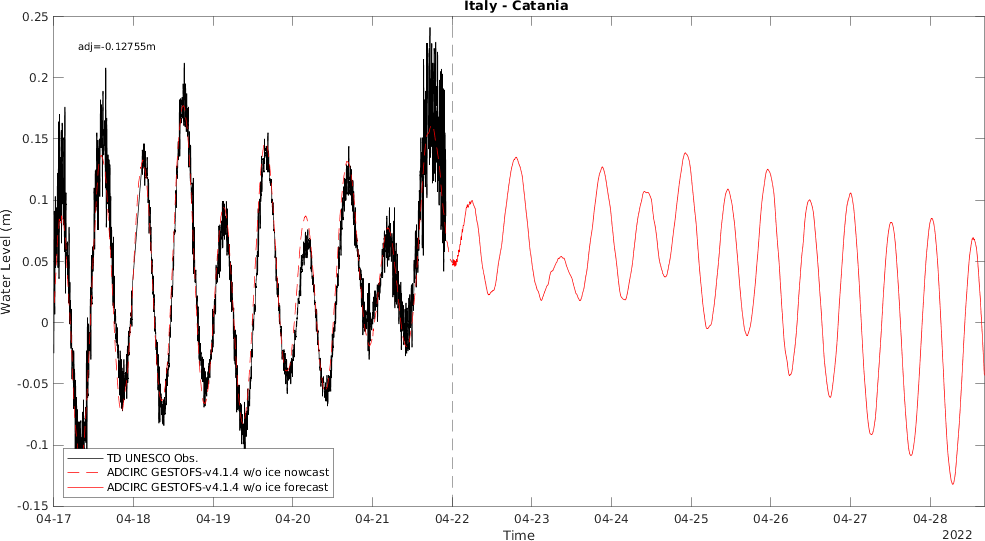 Italy - Catania
adj=-0.12755m
0.25
0.2
0.15
0.1
0.05
0
-0.05
-0.1
-0.15
Water Level (m)
TD UNESCO Obs.
ADCIRC GESTOFS-v4.1.4 w/o ice nowcast
ADCIRC GESTOFS-v4.1.4 w/o ice forecast
04-17 04-18 04-19 04-20 04-21 04-22 04-23 04-24 04-25 04-26 04-27 04-28
Time
2022